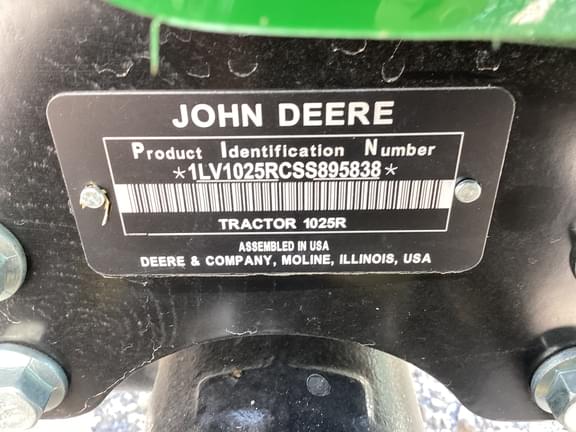 JOHN DEERE
Product Identification Number
*1LV1025RCSS895838*
TRACTOR 1025R
ASSEMBLED IN USA
DEERE & COMPANY, MOLINE, ILLINOIS, USA